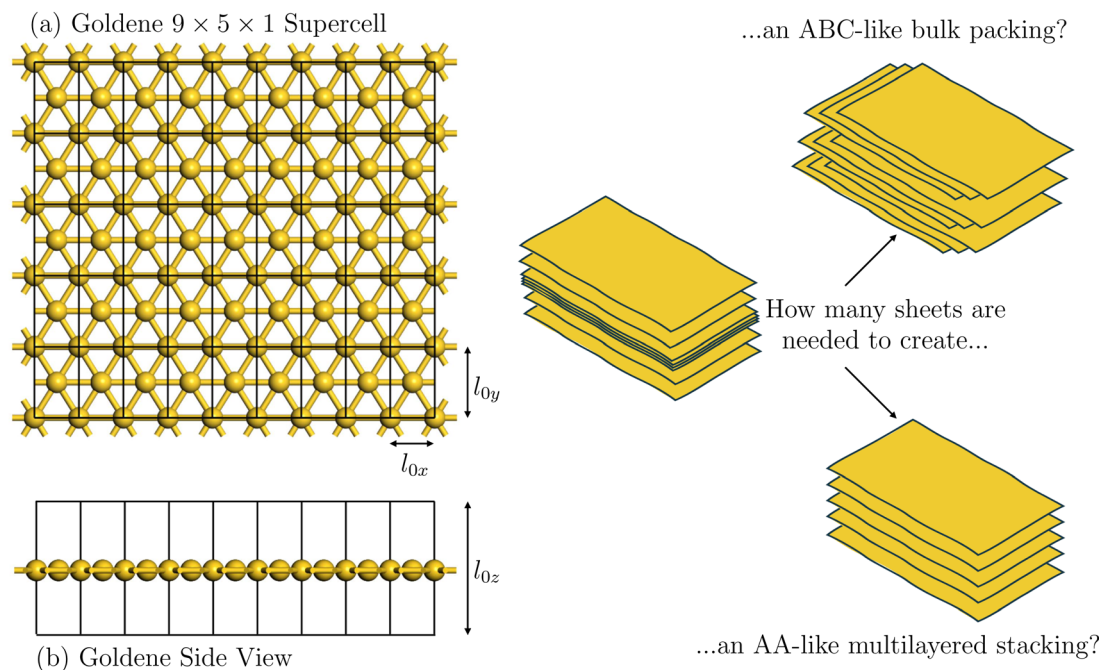 (a) Goldene 9 × 5 × 1 Supercell
l₀y
l₀x
l₀z
(b) Goldene Side View
...an ABC-like bulk packing?
How many sheets are
needed to create...
...an AA-like multilayered stacking?